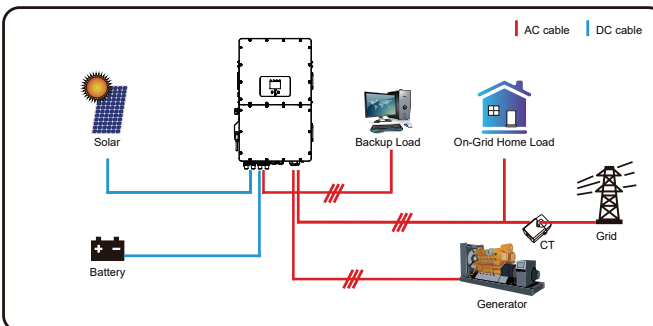 AC cable
DC cable
Solar
Backup Load
On-Grid Home Load
CT
Grid
Battery
Generator